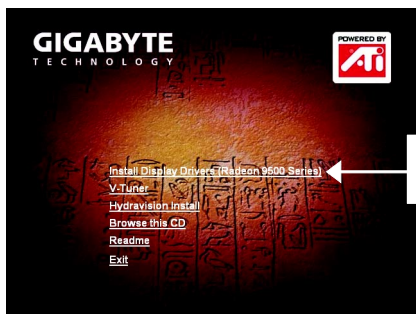 GIGABYTE
TECHNOLOGY
POWERED BY
ATi
Install Display Drivers (Radeon 9500 Series)
V-Tuner
Hydravision Install
Browse this CD
Readme
Exit